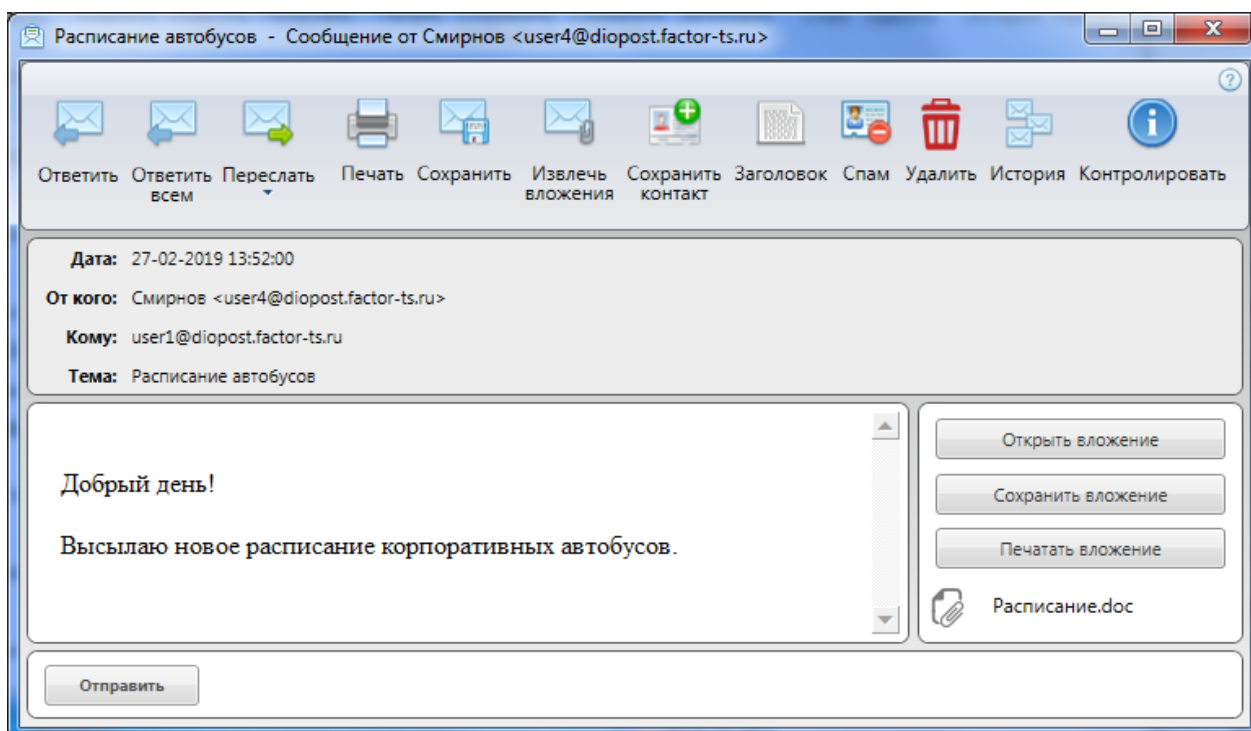 Расписание автобусов - Сообщение от Смирнов <user4@diopost.factor-ts.ru>
Ответить Ответить всем Переслать Печать Сохранить Извлечь вложения Сохранить контакт Заголовок Спам Удалить История Контролировать
Дата: 27-02-2019 13:52:00
От кого: Смирнов <user4@diopost.factor-ts.ru>
Кому: user1@diopost.factor-ts.ru
Тема: Расписание автобусов
Добрый день!
Высылаю новое расписание корпоративных автобусов.
Открыть вложение
Сохранить вложение
Печатать вложение
Расписание.doc
Отправить